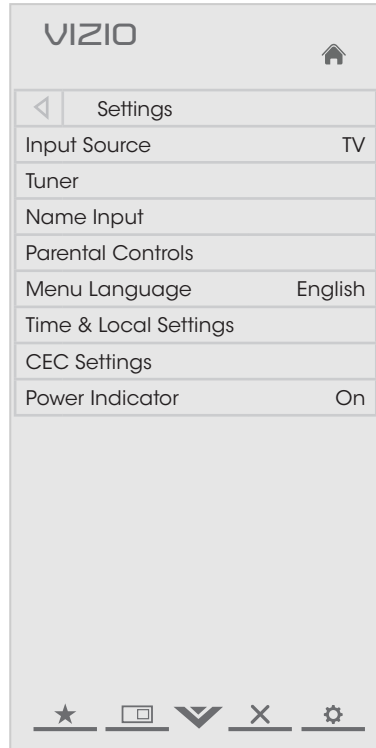 VIZIO
Settings
Input Source TV
Tuner
Name Input
Parental Controls
Menu Language English
Time & Local Settings
CEC Settings
Power Indicator On